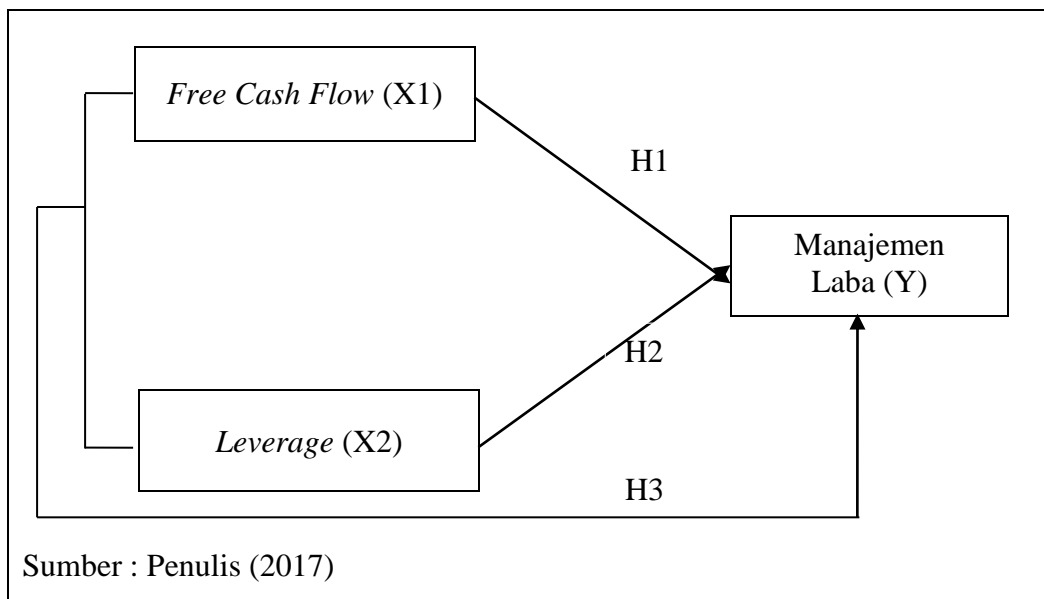 Free Cash Flow (X1)
H1
Manajemen
Laba (Y)
H2
Leverage (X2)
H3
Sumber : Penulis (2017)